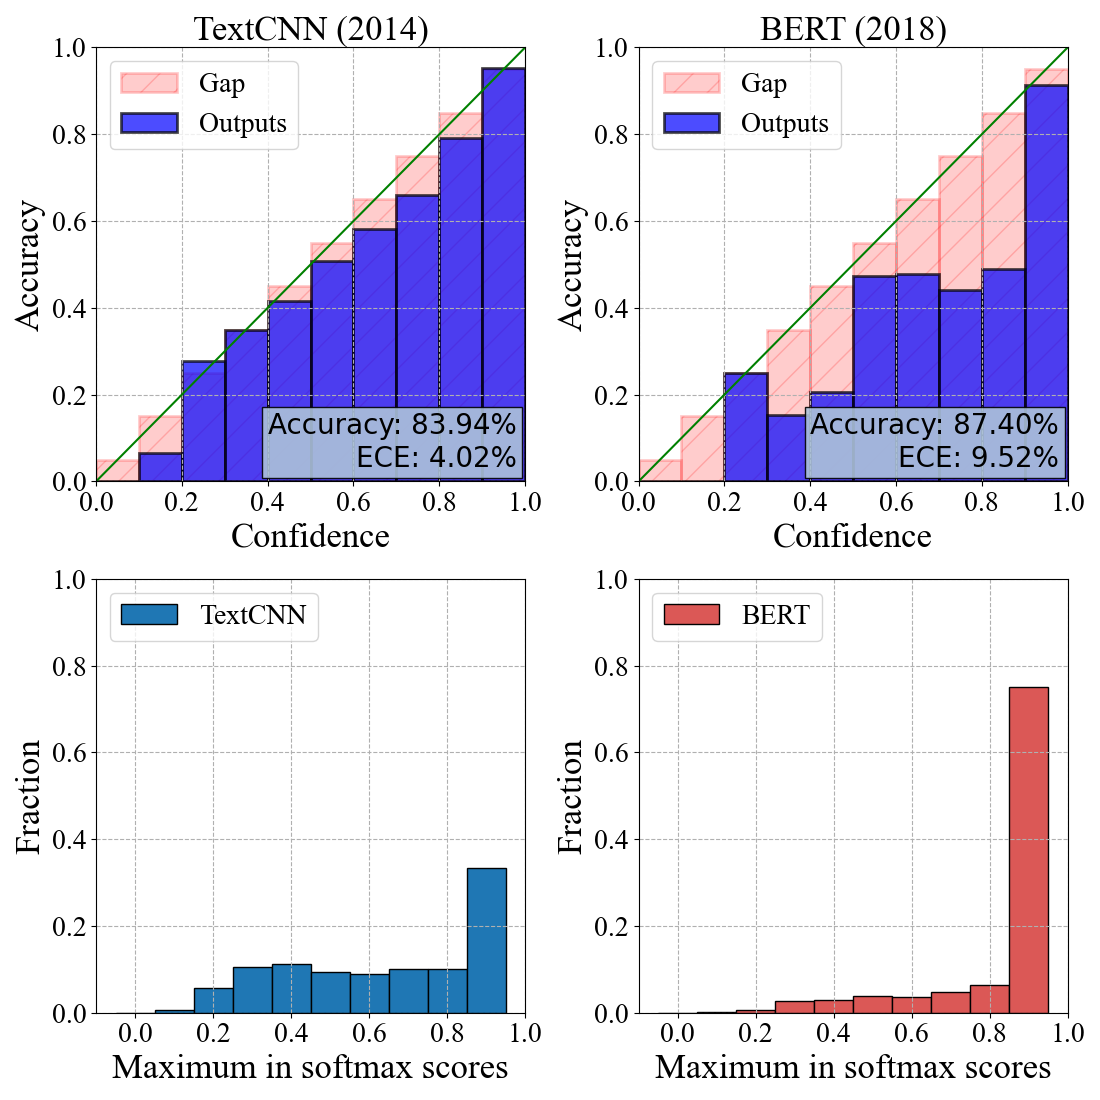 TextCNN (2014)
1.0
0.8
0.6
0.4
0.2
0.0
Accuracy
Gap
Outputs
Accuracy: 83.94%
ECE: 4.02%
0.0 0.2 0.4 0.6 0.8 1.0
Confidence
BERT (2018)
1.0
0.8
0.6
0.4
0.2
0.0
Accuracy
Gap
Outputs
Accuracy: 87.40%
ECE: 9.52%
0.0 0.2 0.4 0.6 0.8 1.0
Confidence
1.0
0.8
0.6
0.4
0.2
0.0
Fraction
TextCNN
0.0 0.2 0.4 0.6 0.8 1.0
Maximum in softmax scores
1.0
0.8
0.6
0.4
0.2
0.0
Fraction
BERT
0.0 0.2 0.4 0.6 0.8 1.0
Maximum in softmax scores